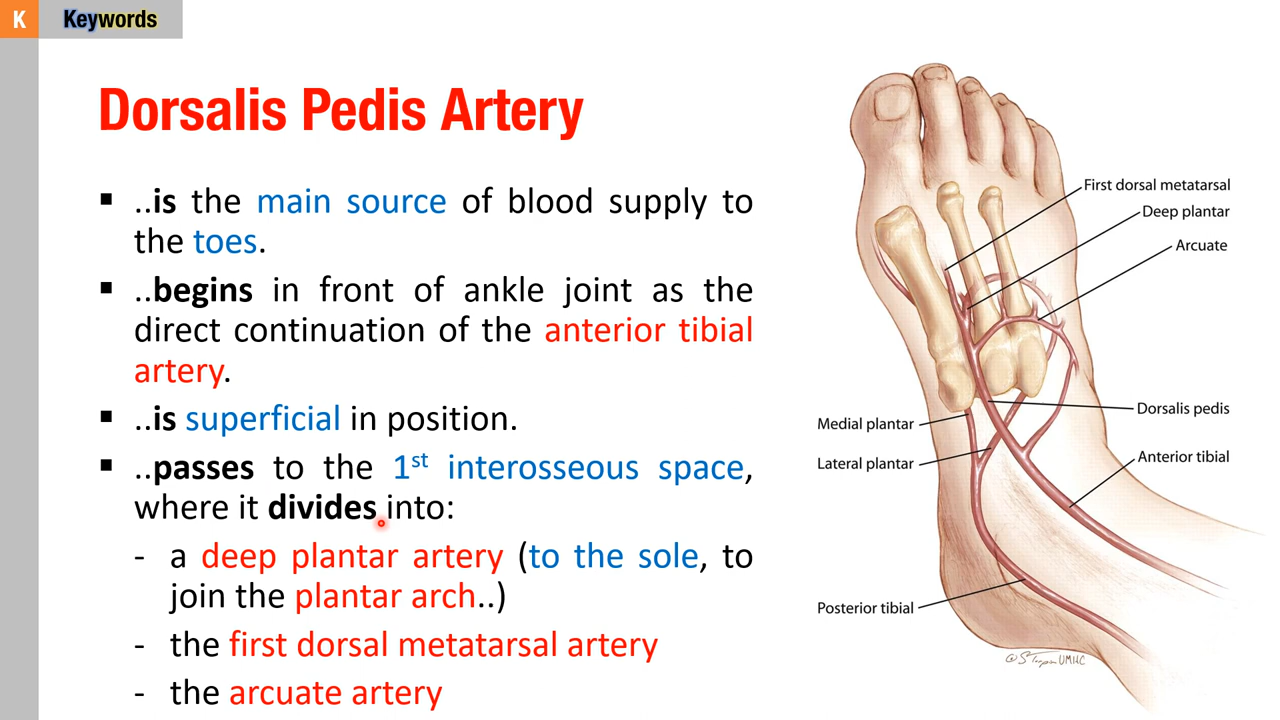 K
Keywords
Dorsalis Pedis Artery
▪ ..is the main source of blood supply to
the toes.
▪ ..begins in front of ankle joint as the
direct continuation of the anterior tibial
artery.
▪ ..is superficial in position.
▪ ..passes to the 1st interosseous space,
where it divides into:
- a deep plantar artery (to the sole, to
join the plantar arch..)
- the first dorsal metatarsal artery
- the arcuate artery
First dorsal metatarsal
Deep plantar
Arcuate
Dorsalis pedis
Medial plantar
Anterior tibial
Lateral plantar
Posterior tibial
UMHC